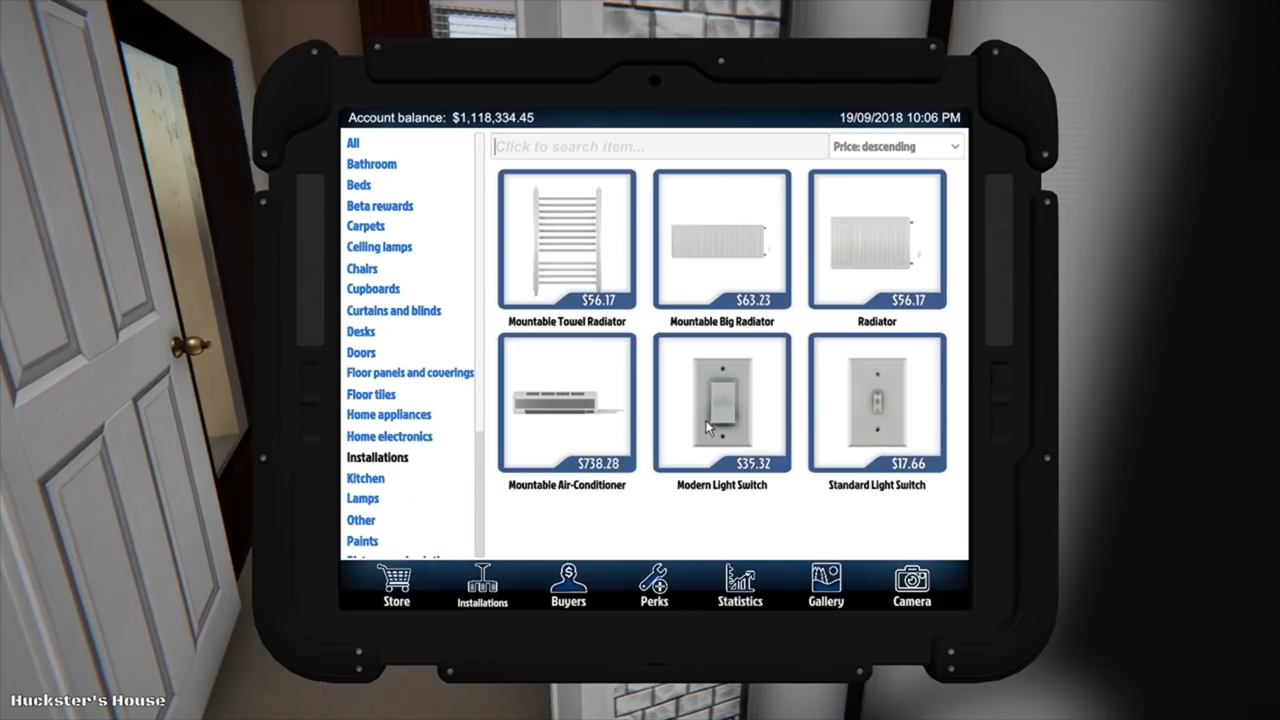 Account balance: $1,118,334.45
19/09/2018 10:06 PM
All
Bathroom
Beds
Beta rewards
Carpets
Ceiling lamps
Chairs
Cupboards
Curtains and blinds
Desks
Doors
Floor panels and coverings
Floor tiles
Home appliances
Home electronics
Installations
Kitchen
Lamps
Other
Paints
Click to search item...
Price: descending
$56.17
$63.23
$56.17
Mountable Towel Radiator
Mountable Big Radiator
Radiator
$738.28
$35.32
$17.66
Mountable Air-Conditioner
Modern Light Switch
Standard Light Switch
Store
Installations
Buyers
Perks
Statistics
Gallery
Camera
Huckster's House